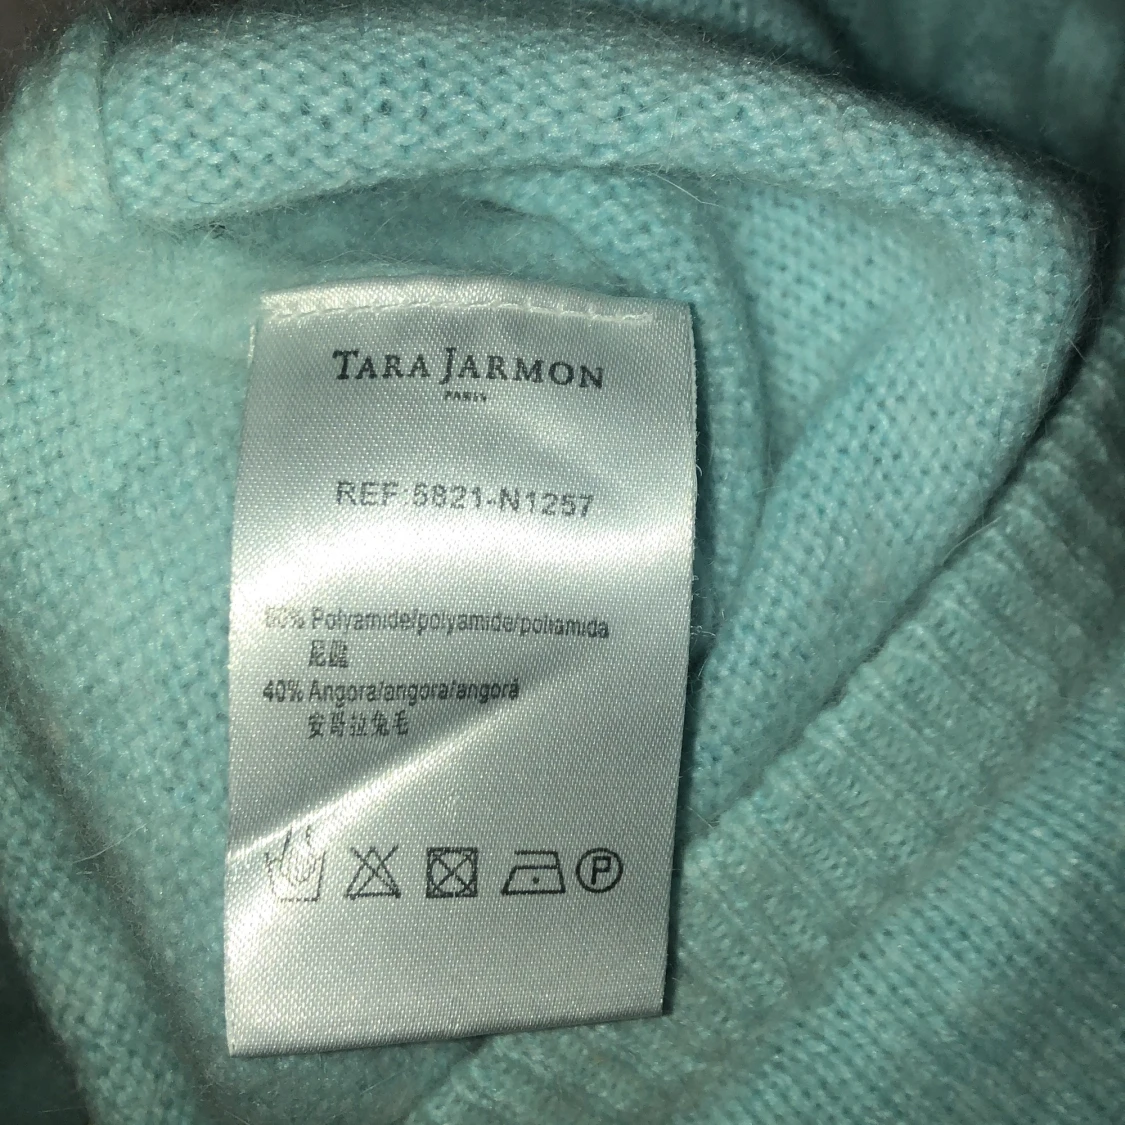 TARA JARMON
PARIS
REF:5821-N1257
60% Polyamide/polyamide/poliamida
尼龍
40% Angora/angora/angora
安哥拉兔毛
P